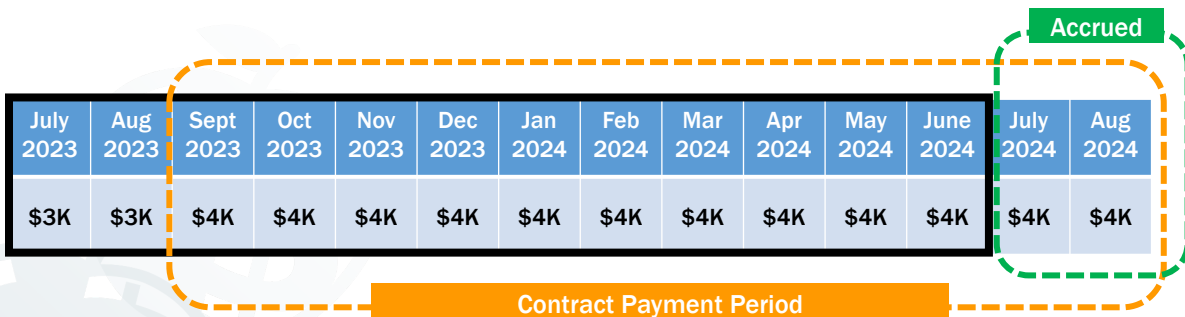 Accrued
July Aug Sept Oct Nov Dec Jan Feb Mar Apr May June July Aug
2023 2023 2023 2023 2023 2023 2024 2024 2024 2024 2024 2024 2024 2024
$3K $3K $4K $4K $4K $4K $4K $4K $4K $4K $4K $4K $4K $4K
Contract Payment Period